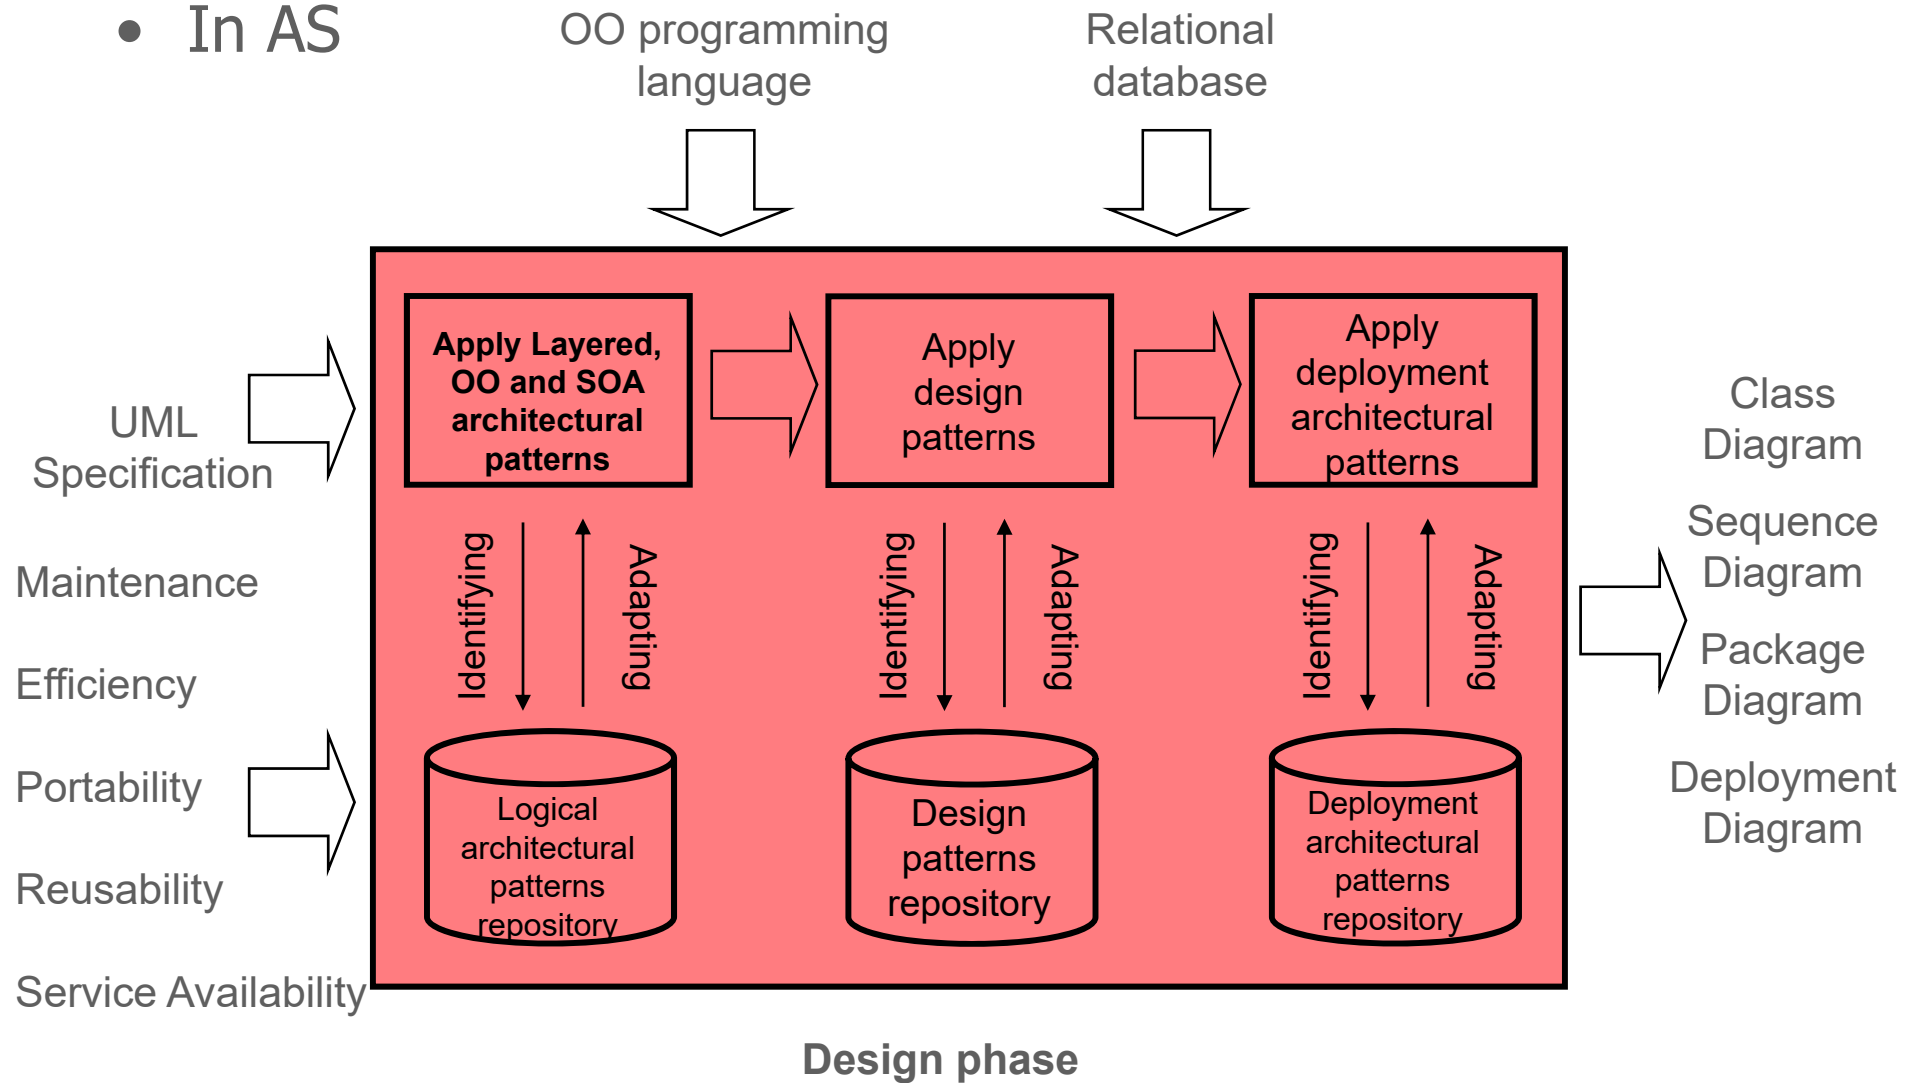 • In AS
OO programming
language
Relational
database
UML
Specification
Maintenance
Efficiency
Portability
Reusability
Service Availability
Apply Layered,
OO and SOA
architectural
patterns
Apply
design
patterns
Apply
deployment
architectural
patterns
Identifying
Adapting
Identifying
Adapting
Identifying
Adapting
Logical
architectural
patterns
repository
Design
patterns
repository
Deployment
architectural
patterns
repository
Class
Diagram
Sequence
Diagram
Package
Diagram
Deployment
Diagram
Design phase